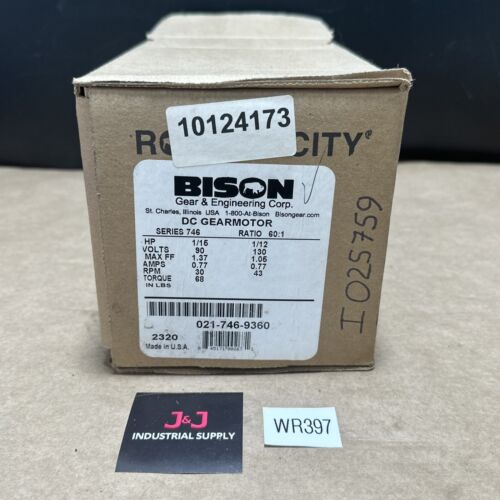 10124173
CITY
BISON
Gear & Engineering Corp.
St. Charles, Illinois USA 1-800-At-Bison Bisongear.com
DC GEARMOTOR
SERIES 746 RATIO 60:1
HP 1/15 1/12
VOLTS 90 130
MAX FF 1.37 1.05
AMPS 0.77 0.77
RPM 30 43
TORQUE 68
IN LBS
021-746-9360
2320
Made in U.S.A.
I025759
J&J
INDUSTRIAL SUPPLY
WR397